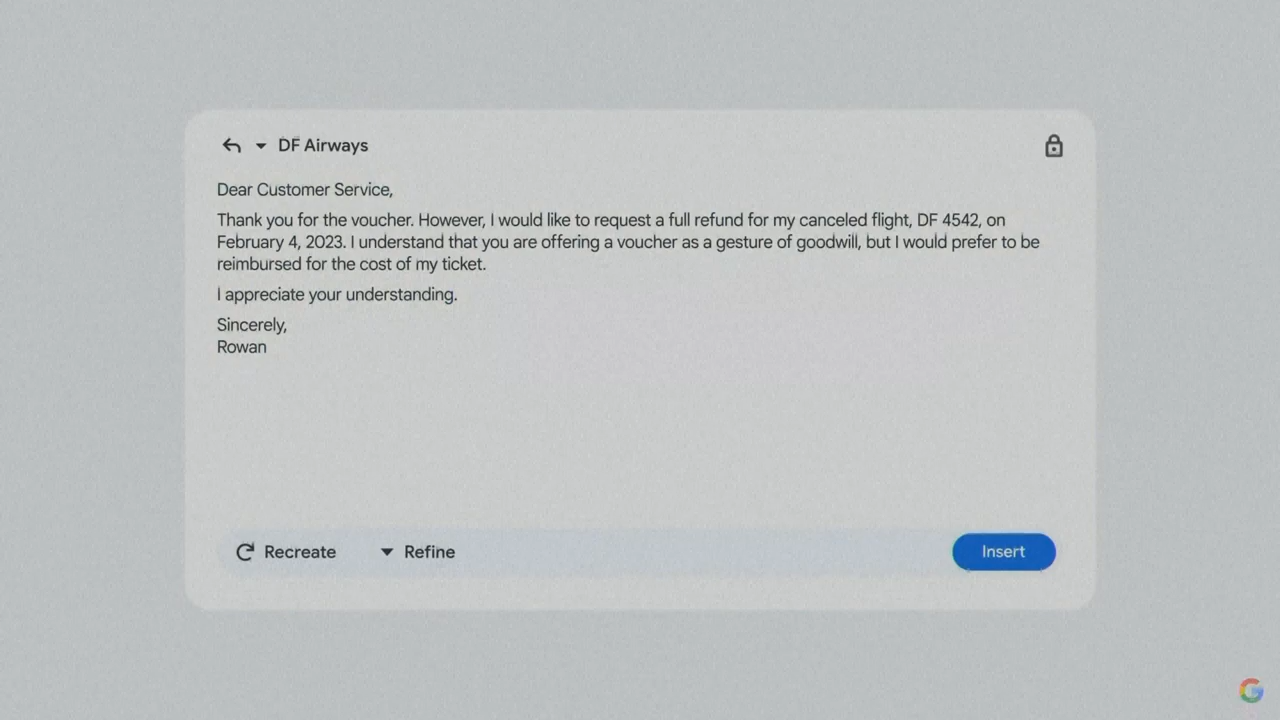 DF Airways
Dear Customer Service,
Thank you for the voucher. However, I would like to request a full refund for my canceled flight, DF 4542, on
February 4, 2023. I understand that you are offering a voucher as a gesture of goodwill, but I would prefer to be
reimbursed for the cost of my ticket.
I appreciate your understanding.
Sincerely,
Rowan
Recreate
Refine
Insert